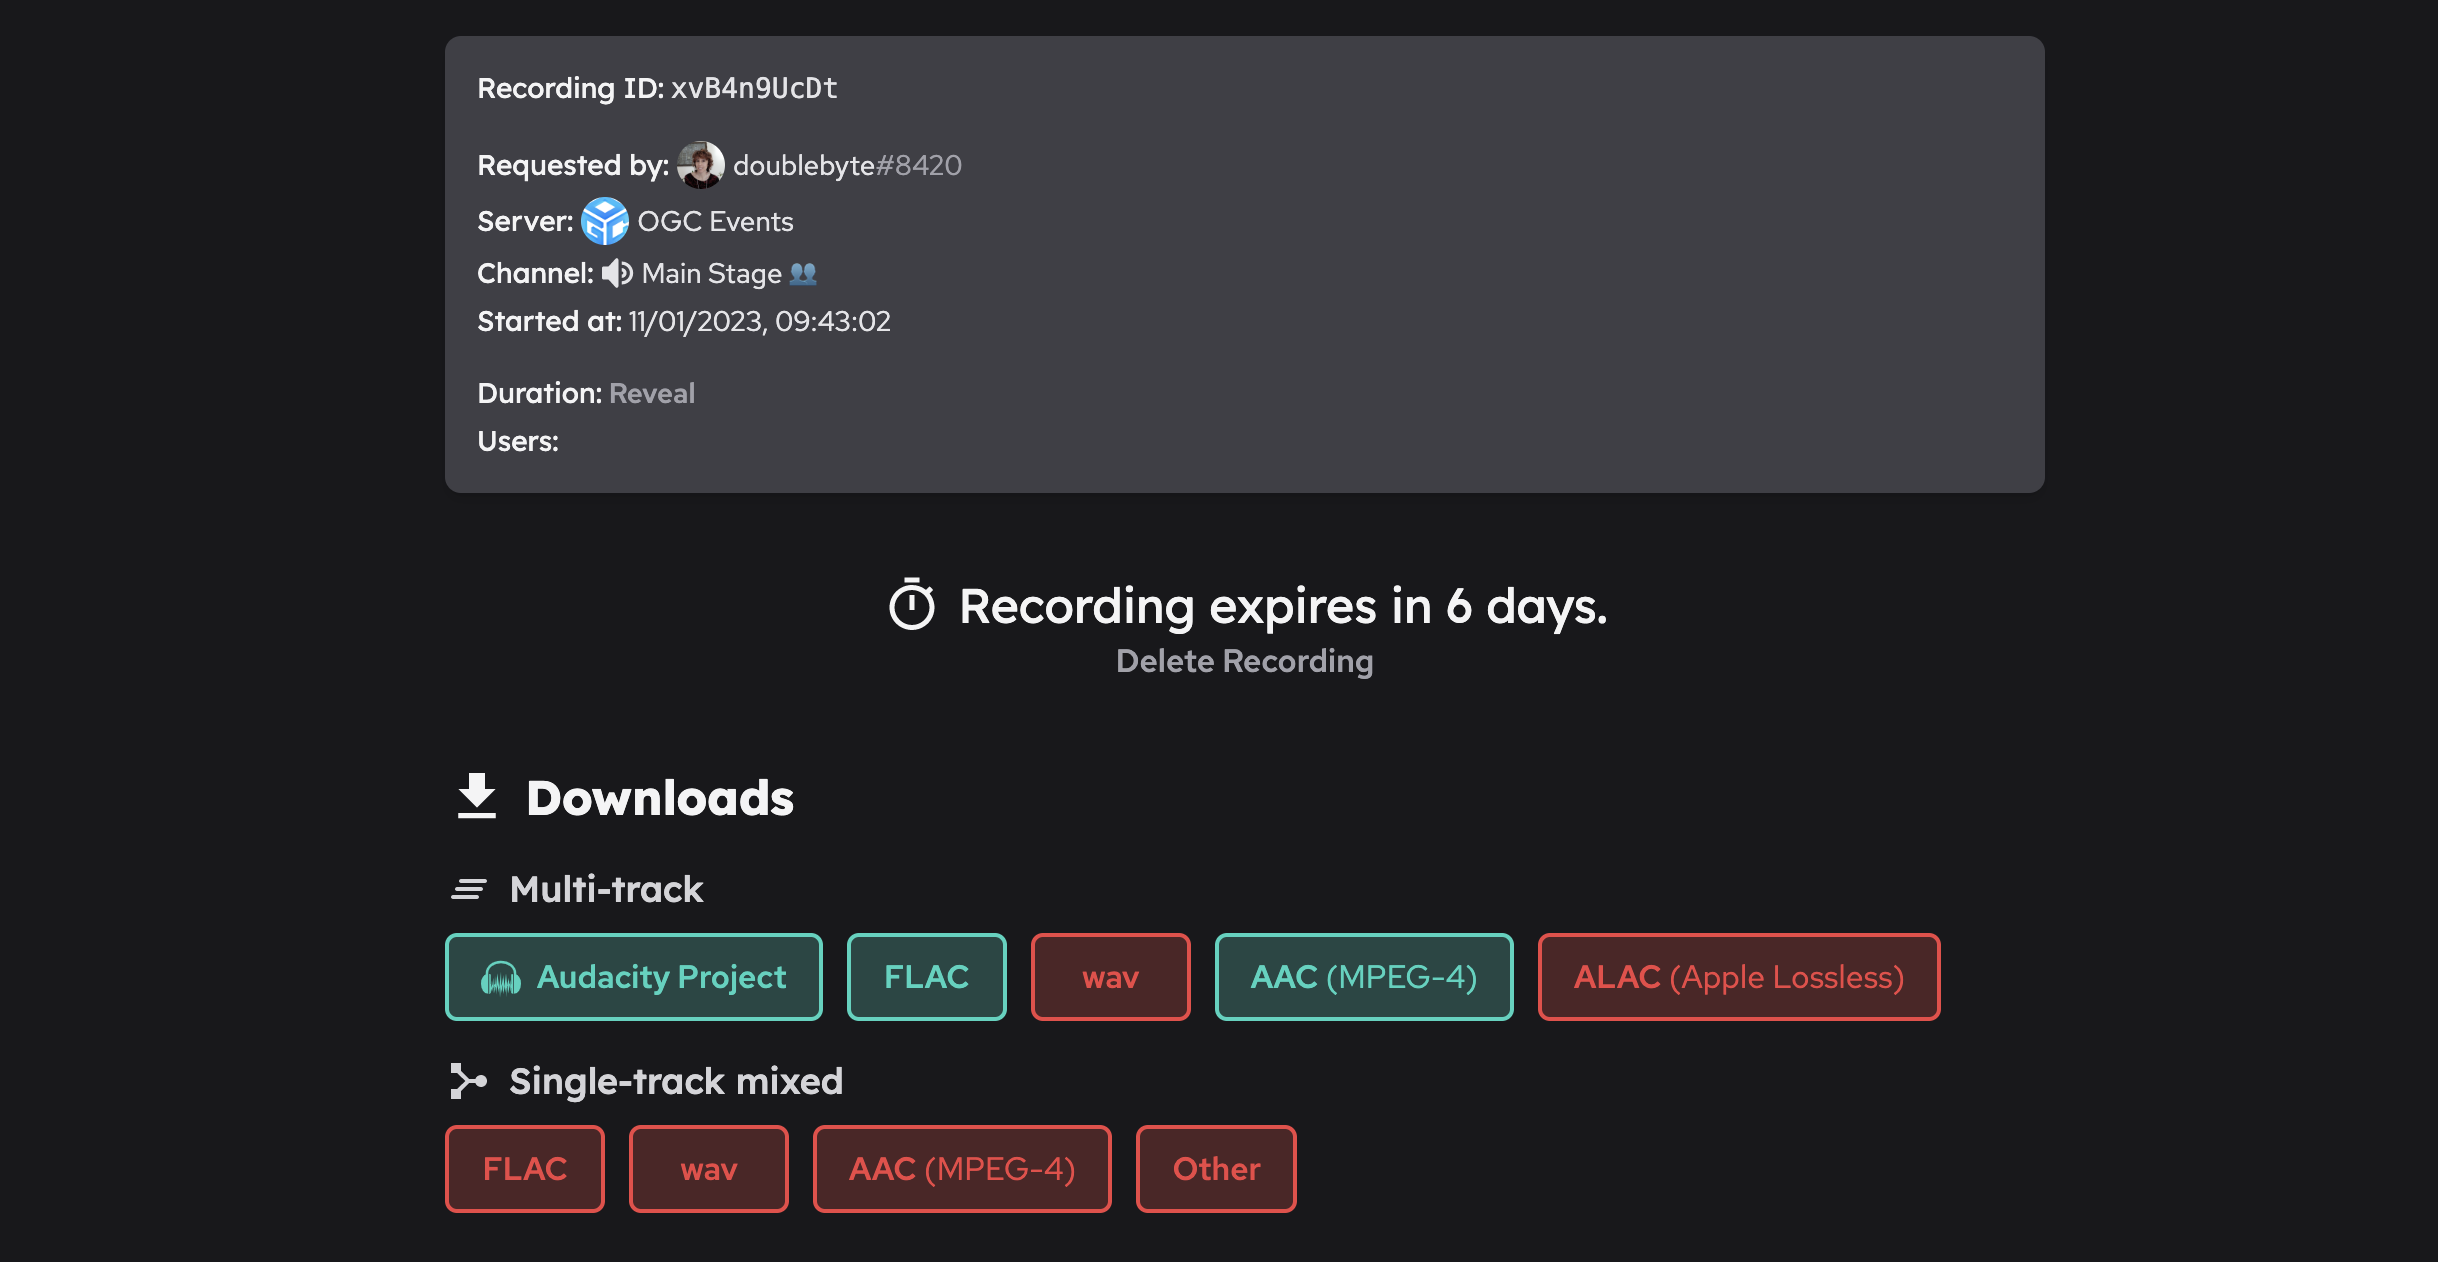 Recording ID: xvB4n9UcDt
Requested by: doublebyte#8420
Server: OGC Events
Channel: Main Stage 👥
Started at: 11/01/2023, 09:43:02
Duration: Reveal
Users:
Recording expires in 6 days.
Delete Recording
Downloads
Multi-track
Audacity Project FLAC wav AAC (MPEG-4) ALAC (Apple Lossless)
Single-track mixed
FLAC wav AAC (MPEG-4) Other